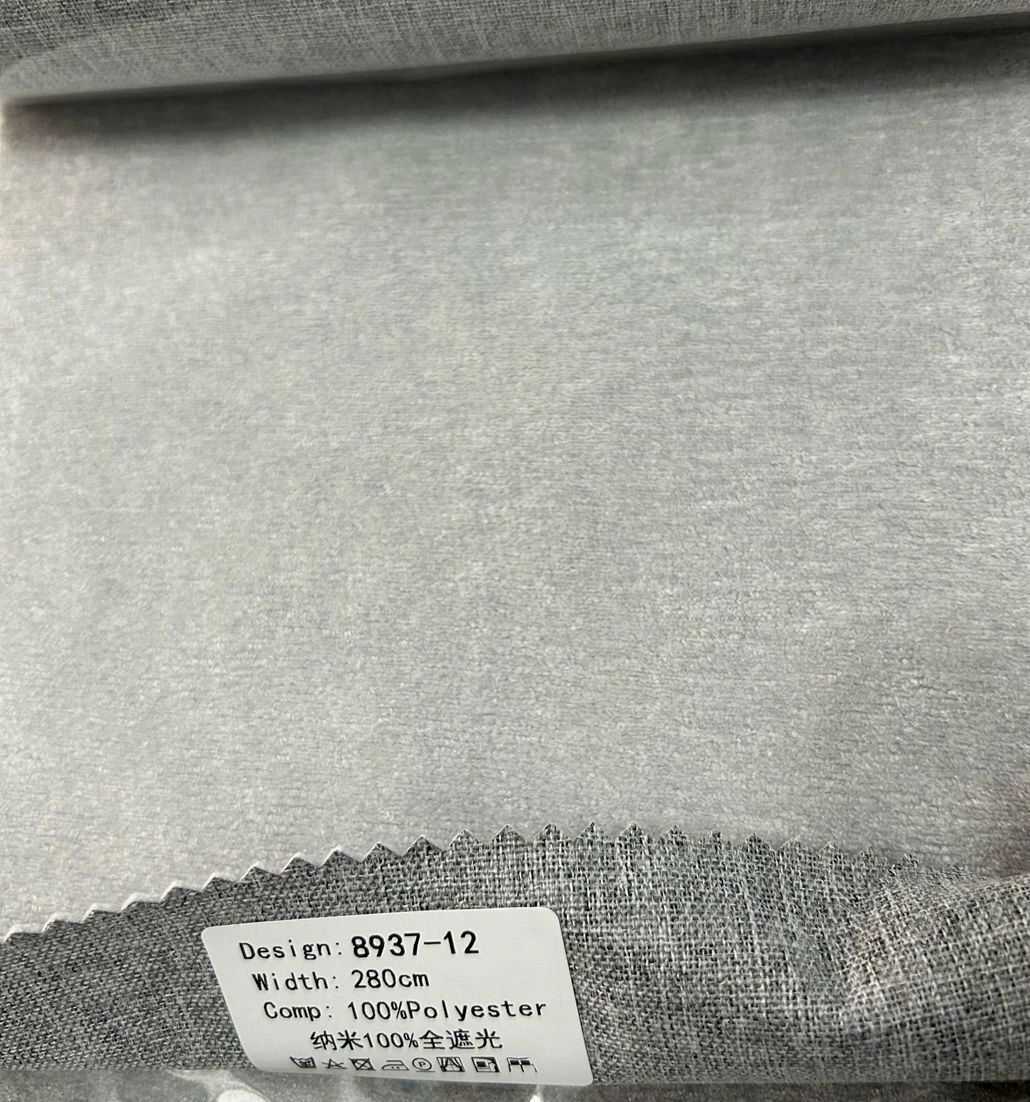 Design: 8937-12
Width: 280cm
Comp: 100%Polyester
纳米100%全遮光